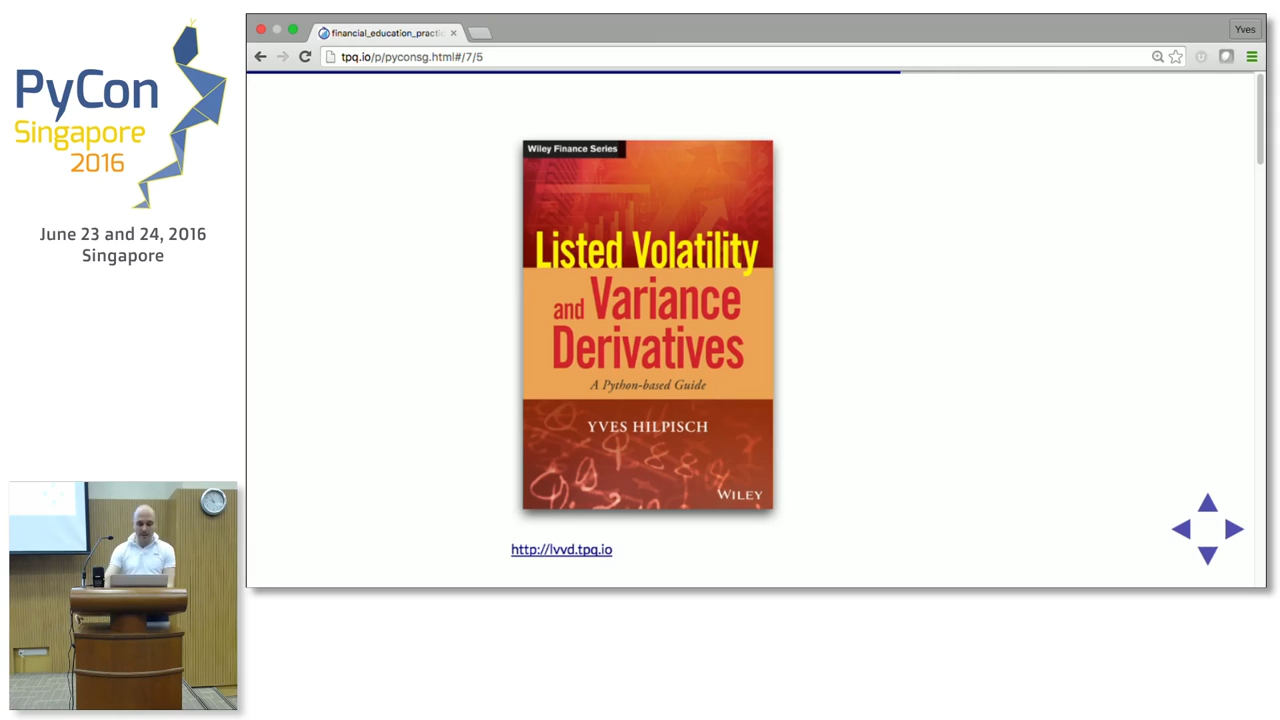 PyCon
Singapore
2016
June 23 and 24, 2016
Singapore
financial_education_practic
Yves
tpq.io/p/pyconsg.html#/7/5
Wiley Finance Series
Listed Volatility
and Variance
Derivatives
A Python-based Guide
YVES HILPISCH
WILEY
http://lvvd.tpq.io